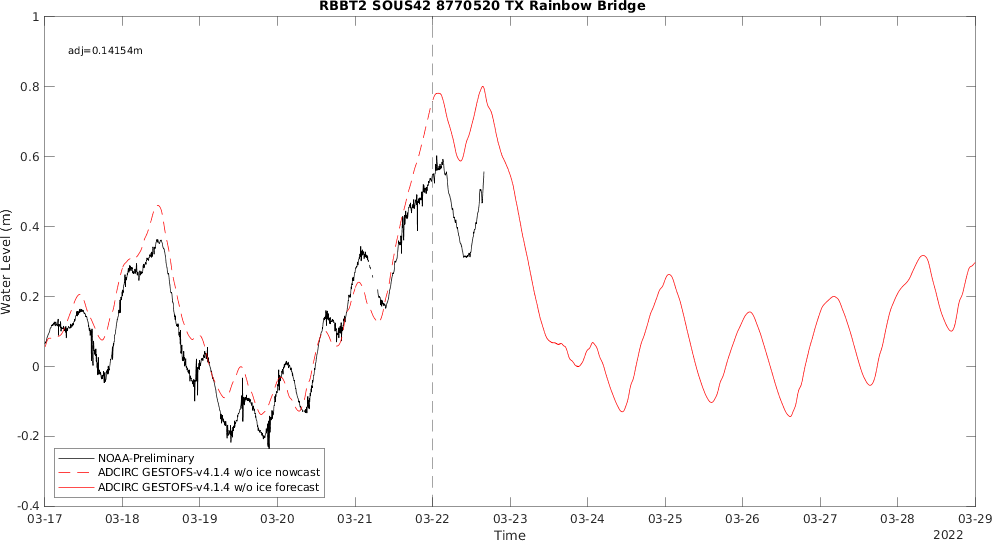 RBBT2 SOUS42 8770520 TX Rainbow Bridge
adj=0.14154m
Water Level (m)
1
0.8
0.6
0.4
0.2
0
-0.2
-0.4
NOAA-Preliminary
ADCIRC GESTOFS-v4.1.4 w/o ice nowcast
ADCIRC GESTOFS-v4.1.4 w/o ice forecast
03-17 03-18 03-19 03-20 03-21 03-22 03-23 03-24 03-25 03-26 03-27 03-28 03-29
Time
2022